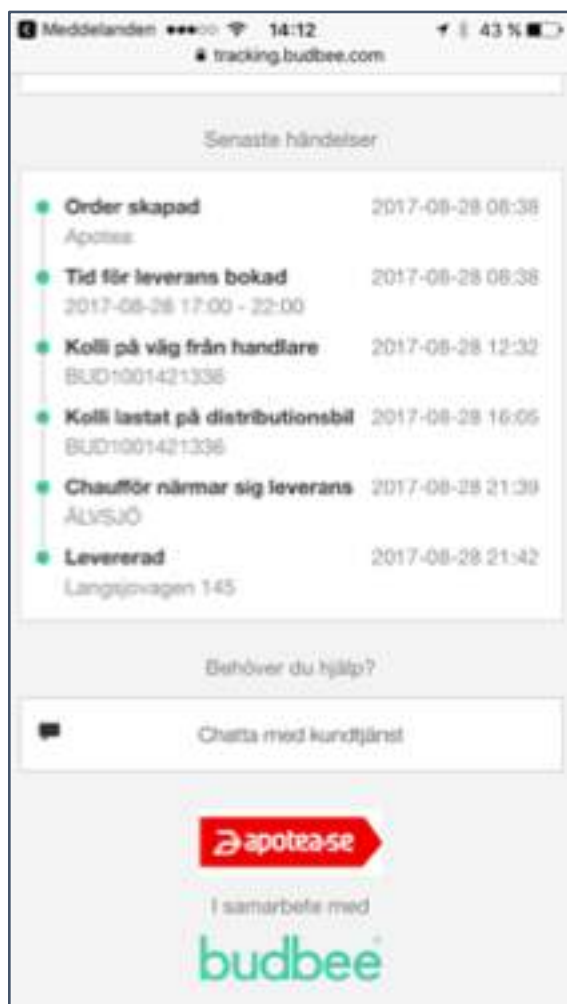 Meddelanden 14:12 43 %
tracking.budbee.com
Senaste händelser
Order skapad 2017-08-28 08:38
Apotea
Tid för leverans bokad 2017-08-28 08:38
2017-08-28 17:00 - 22:00
Kolli på väg från handlare 2017-08-28 12:32
BUD1001421336
Kolli lastat på distributionsbil 2017-08-28 16:05
BUD1001421336
Chaufför närmar sig leverans 2017-08-28 21:39
ÄLVSJÖ
Levererad 2017-08-28 21:42
Langsjovagen 145
Behöver du hjälp?
Chatta med kundtjänst
apotea.se
I samarbete med
budbee